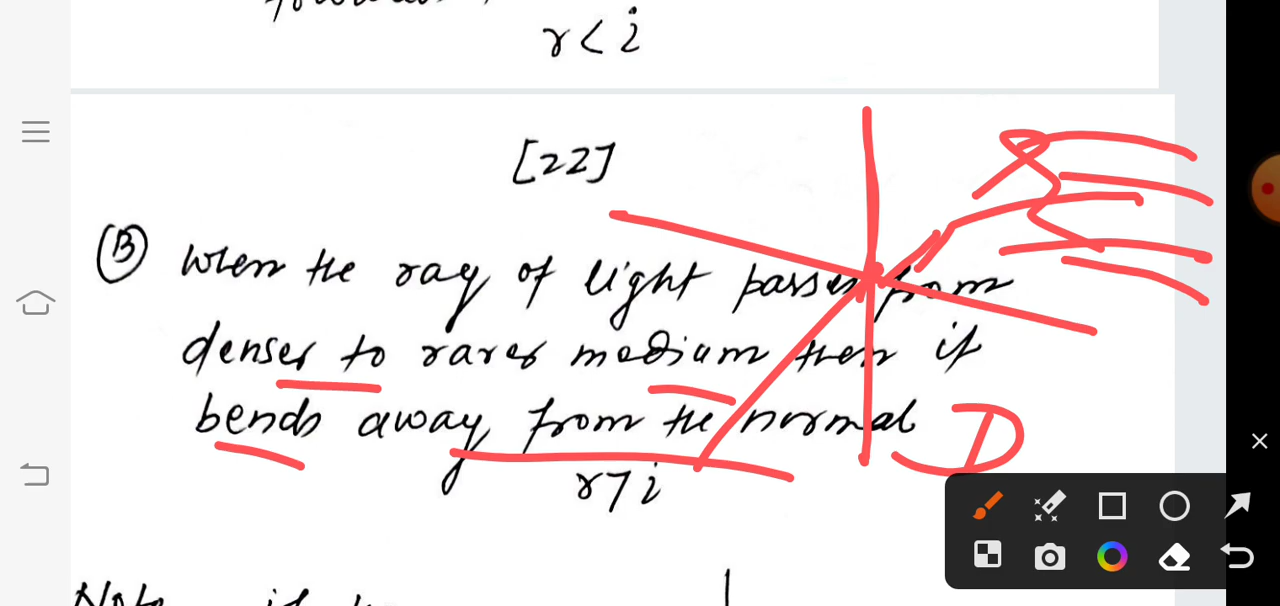 r < i
[22]
(B) when the ray of light passes from
denser to rarer medium then it
bends away from the normal
r > i
D
Note